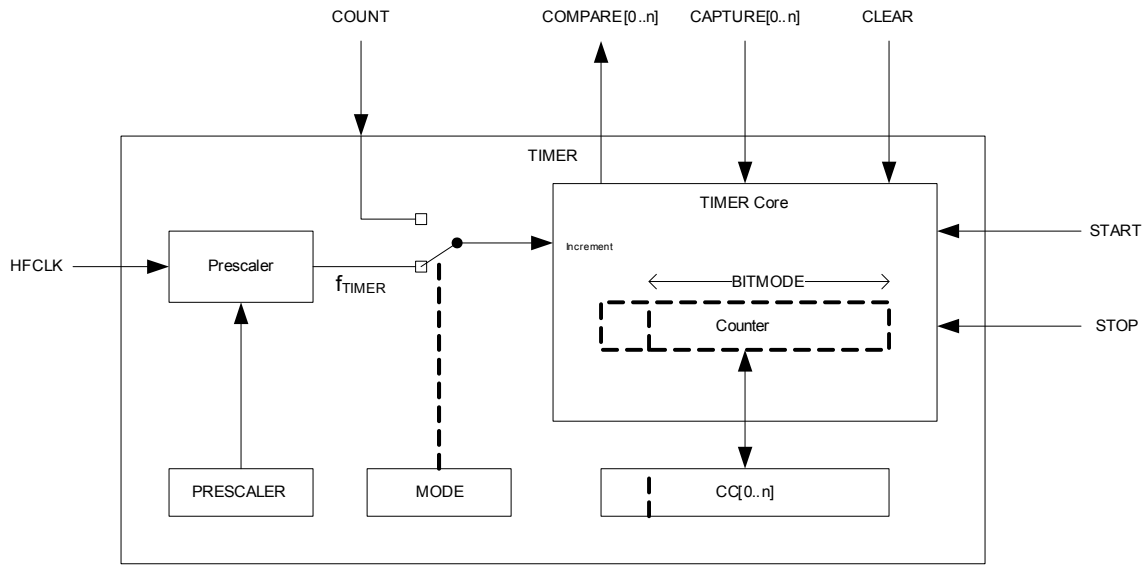 COUNT
COMPARE[0..n]
CAPTURE[0..n]
CLEAR
TIMER
TIMER Core
START
HFCLK
Prescaler
Increment
fTIMER
BITMODE
Counter
STOP
PRESCALER
MODE
CC[0..n]